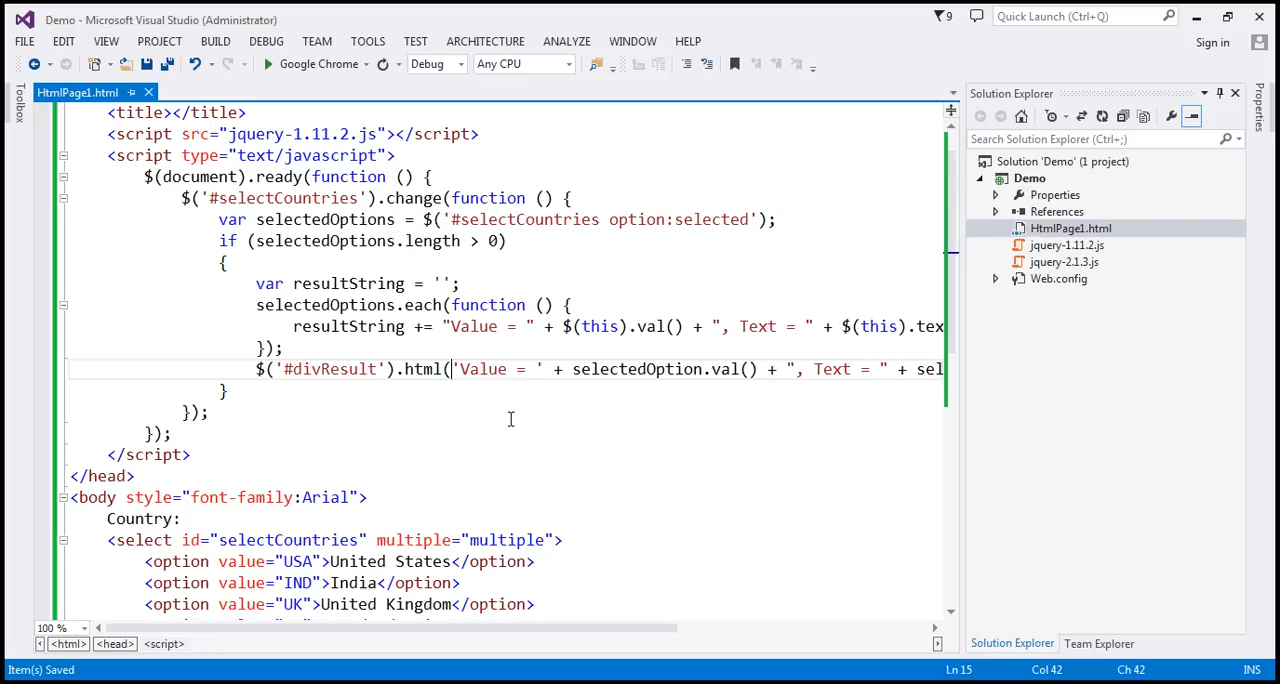 Demo - Microsoft Visual Studio (Administrator)
9
Quick Launch (Ctrl+Q)
FILE EDIT VIEW PROJECT BUILD DEBUG TEAM TOOLS TEST ARCHITECTURE ANALYZE WINDOW HELP
Sign in
Google Chrome Debug Any CPU
Toolbox
HtmlPage1.html
<title></title>
<script src="jquery-1.11.2.js"></script>
<script type="text/javascript">
$(document).ready(function () {
$('#selectCountries').change(function () {
var selectedOptions = $('#selectCountries option:selected');
if (selectedOptions.length > 0)
{
var resultString = '';
selectedOptions.each(function () {
resultString += "Value = " + $(this).val() + ", Text = " + $(this).tex
});
$('#divResult').html('Value = ' + selectedOption.val() + ", Text = " + sel
}
});
});
</script>
</head>
<body style="font-family:Arial">
Country:
<select id="selectCountries" multiple="multiple">
<option value="USA">United States</option>
<option value="IND">India</option>
<option value="UK">United Kingdom</option>
100 %
<html> <head> <script>
Solution Explorer
Search Solution Explorer (Ctrl+;)
Solution 'Demo' (1 project)
Demo
Properties
References
HtmlPage1.html
jquery-1.11.2.js
jquery-2.1.3.js
Web.config
Solution Explorer Team Explorer
Properties
Item(s) Saved Ln 15 Col 42 Ch 42 INS